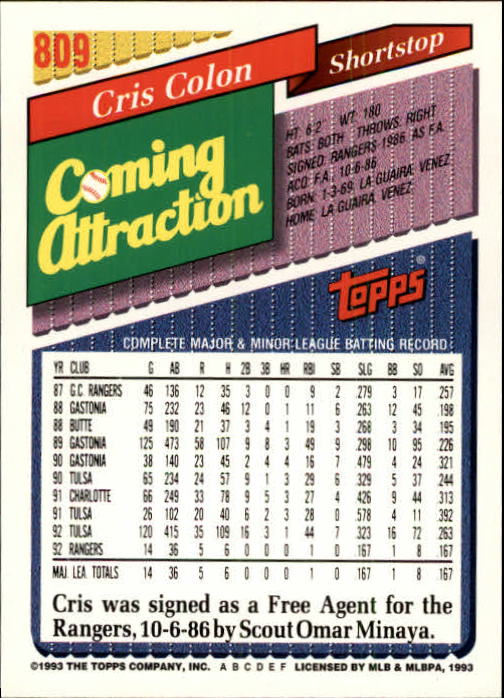 809
Cris Colon
Shortstop
Coming
Attraction
HT: 6'2" WT: 180
BATS: BOTH THROWS: RIGHT
SIGNED: RANGERS-1986 AS F.A.
ACQ: F.A., 10-6-86
BORN: 1-3-69, LA GUAIRA, VENEZ.
HOME: LA GUAIRA, VENEZ.
TOPPS®
COMPLETE MAJOR & MINOR LEAGUE BATTING RECORD
YR CLUB G AB R H 2B 3B HR RBI SB SLG BB SO AVG
87 G.C. RANGERS 46 136 12 35 3 0 0 9 2 .279 3 17 .257
88 GASTONIA 75 232 23 46 12 0 1 11 6 .263 12 45 .198
88 BUTTE 49 190 21 37 3 4 1 19 3 .268 3 34 .195
89 GASTONIA 125 473 58 107 9 8 3 49 9 .298 10 95 .226
90 GASTONIA 38 140 23 45 2 4 4 16 7 .479 4 24 .321
90 TULSA 65 234 24 57 9 1 3 29 6 .329 5 37 .244
91 CHARLOTTE 66 249 33 78 9 5 3 27 4 .426 9 44 .313
91 TULSA 26 102 20 40 6 2 3 28 0 .578 4 11 .392
92 TULSA 120 415 35 109 16 3 1 44 7 .323 16 72 .263
92 RANGERS 14 36 5 6 0 0 0 1 0 .167 1 8 .167
MAJ. LEA. TOTALS 14 36 5 6 0 0 0 1 0 .167 1 8 .167
Cris was signed as a Free Agent for the
Rangers, 10-6-86 by Scout Omar Minaya.
©1993 THE TOPPS COMPANY, INC. A B C D E F LICENSED BY MLB & MLBPA, 1993